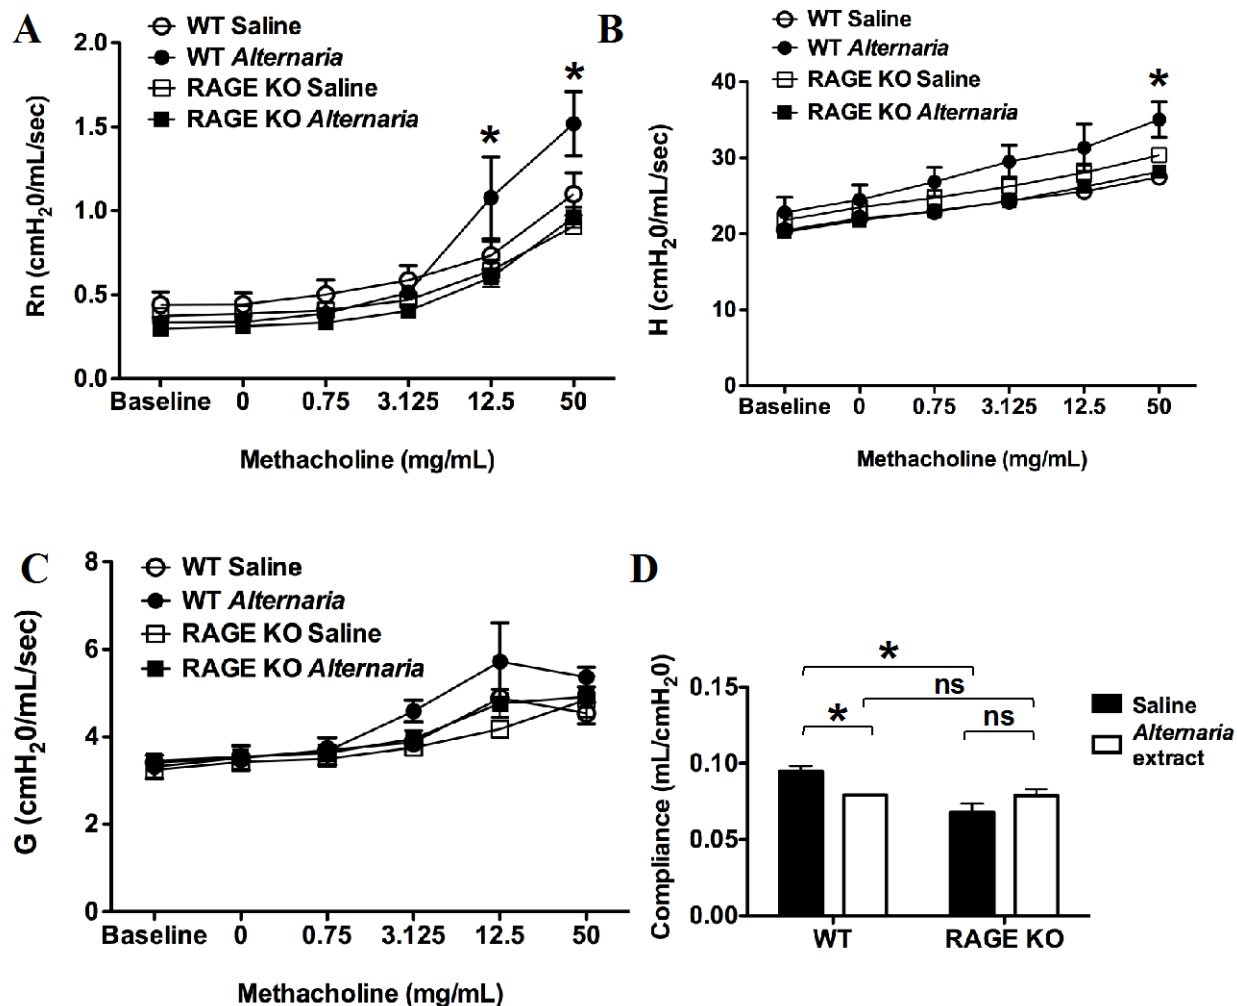 A
WT Saline
WT Alternaria
RAGE KO Saline
RAGE KO Alternaria
2.0
1.5
1.0
0.5
0.0
Rn (cmH20/mL/sec)
*
*
Baseline 0 0.75 3.125 12.5 50
Methacholine (mg/mL)
B
WT Saline
WT Alternaria
RAGE KO Saline
RAGE KO Alternaria
40
30
20
10
0
H (cmH20/mL/sec)
*
Baseline 0 0.75 3.125 12.5 50
Methacholine (mg/mL)
C
WT Saline
WT Alternaria
RAGE KO Saline
RAGE KO Alternaria
8
6
4
2
0
G (cmH20/mL/sec)
Baseline 0 0.75 3.125 12.5 50
Methacholine (mg/mL)
D
0.15
0.10
0.05
0.00
Compliance (mL/cmH20)
*
ns
*
ns
Saline
Alternaria
extract
WT RAGE KO